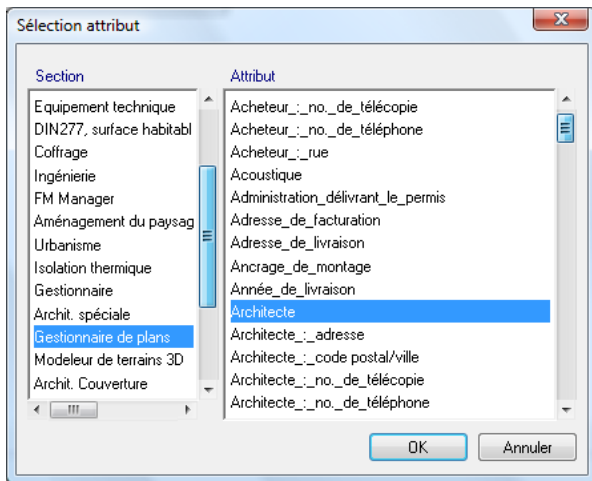 Sélection attribut
Section
Equipement technique
DIN277, surface habitabl
Coffrage
Ingénierie
FM Manager
Aménagement du paysag
Urbanisme
Isolation thermique
Gestionnaire
Archit. spéciale
Gestionnaire de plans
Modeleur de terrains 3D
Archit. Couverture
Attribut
Acheteur_:_no._de_télécopie
Acheteur_:_no._de_téléphone
Acheteur_:_rue
Acoustique
Administration_délivrant_le_permis
Adresse_de_facturation
Adresse_de_livraison
Ancrage_de_montage
Année_de_livraison
Architecte
Architecte_:_adresse
Architecte_:_code postal/ville
Architecte_:_no._de_télécopie
Architecte_:_no._de_téléphone
OK
Annuler